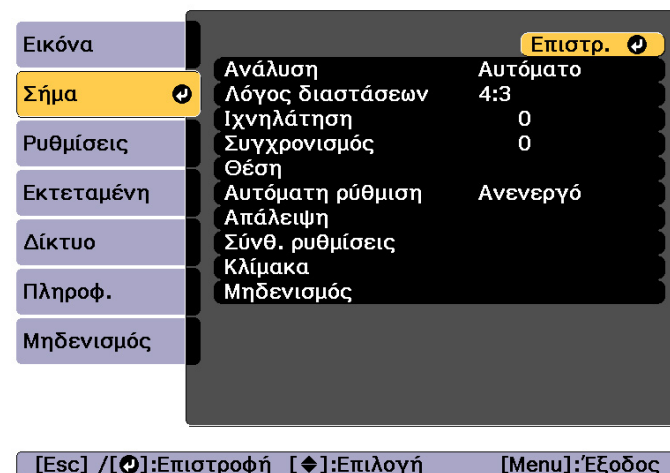 Εικόνα
Σήμα
Ρυθμίσεις
Εκτεταμένη
Δίκτυο
Πληροφ.
Μηδενισμός
Επιστρ.
Ανάλυση Αυτόματο
Λόγος διαστάσεων 4:3
Ιχνηλάτηση 0
Συγχρονισμός 0
Θέση
Αυτόματη ρύθμιση Ανενεργό
Απάλειψη
Σύνθ. ρυθμίσεις
Κλίμακα
Μηδενισμός
[Esc] /[⏎]:Επιστροφή [♦]:Επιλογή [Menu]:Έξοδος